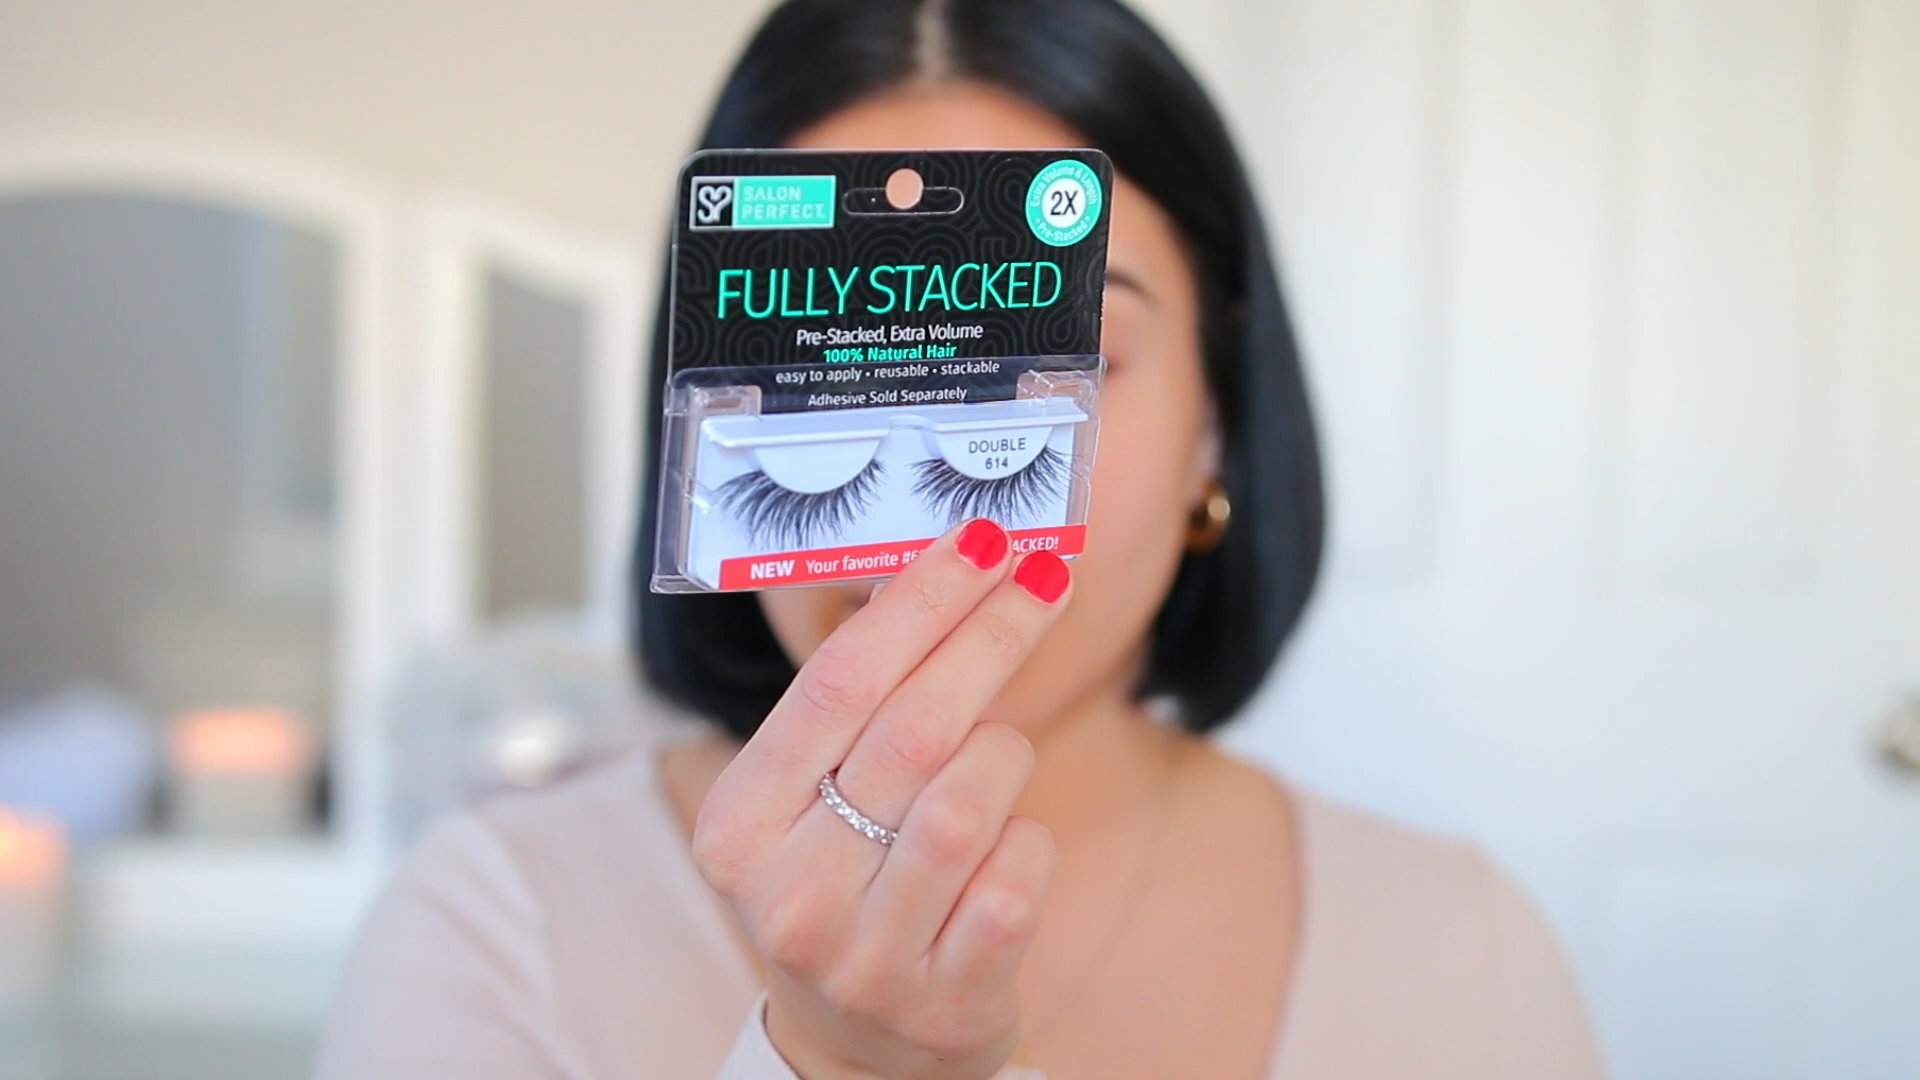 SALON
PERFECT.
Extra Volume & Length
2X
Pre-Stacked
FULLY STACKED
Pre-Stacked, Extra Volume
100% Natural Hair
easy to apply • reusable • stackable
Adhesive Sold Separately
DOUBLE
614
NEW Your favorite ACKED!